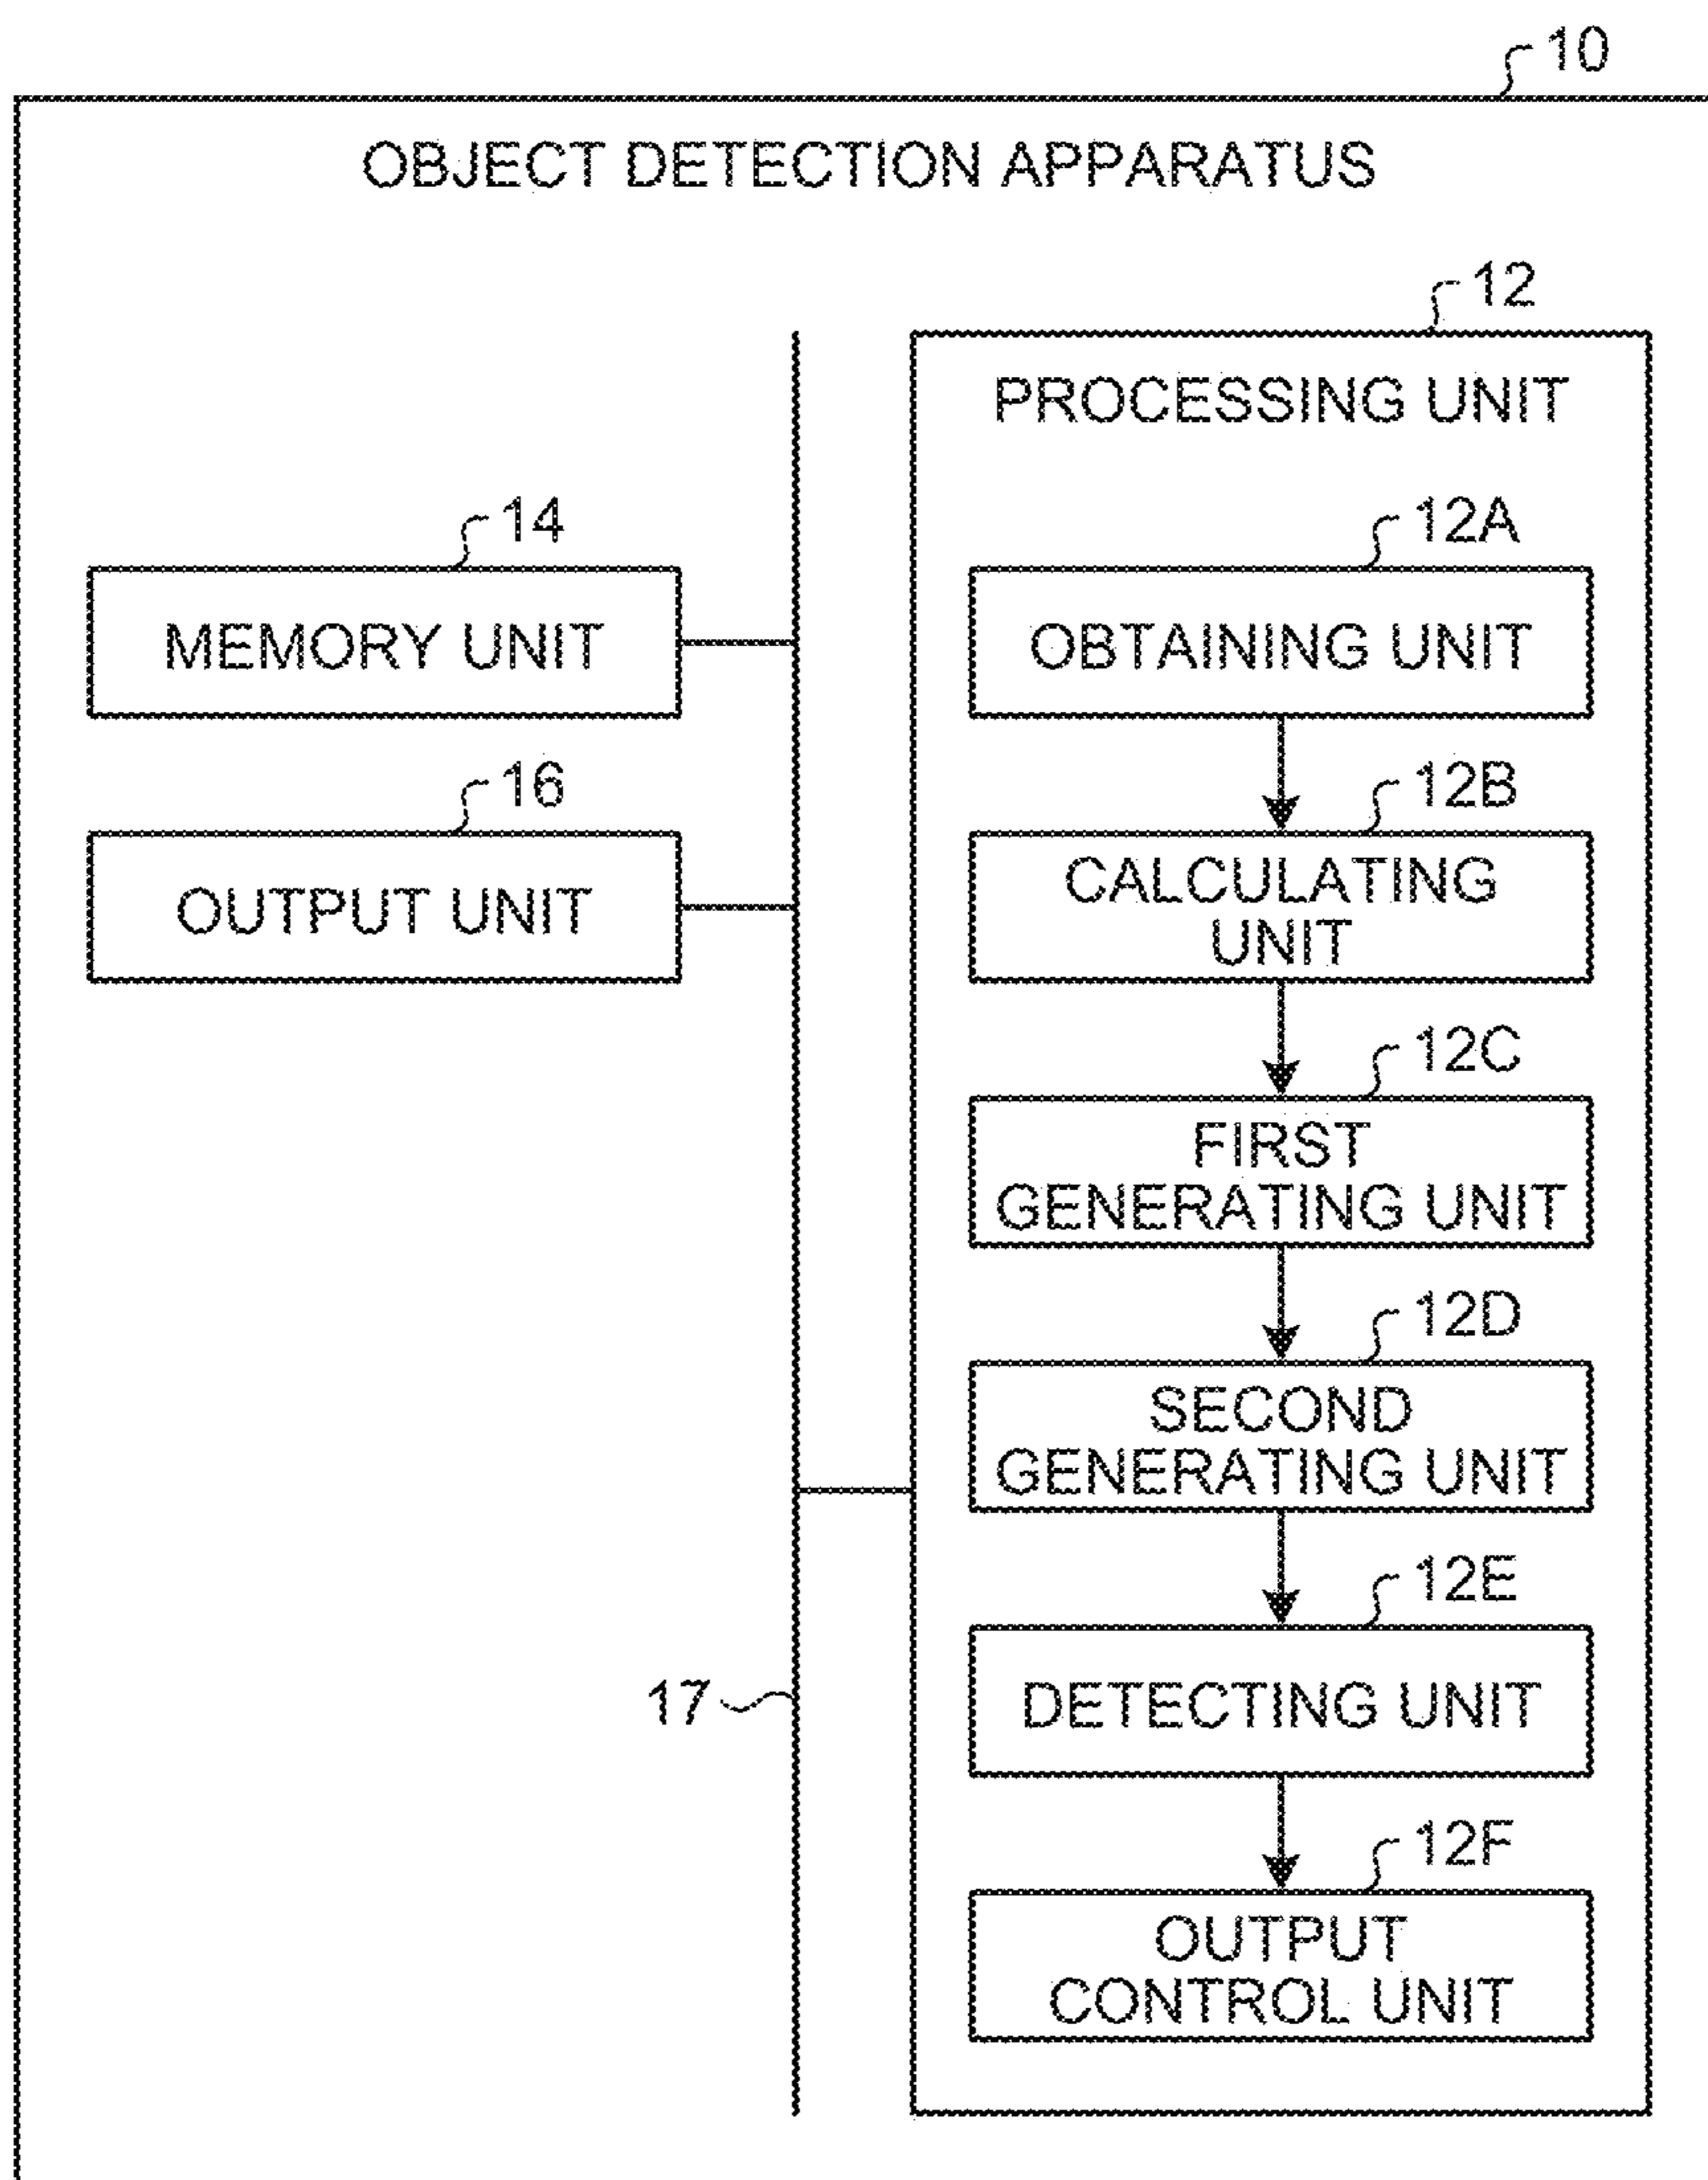 10
OBJECT DETECTION APPARATUS
12
PROCESSING UNIT
14
MEMORY UNIT
16
OUTPUT UNIT
17
12A
OBTAINING UNIT
12B
CALCULATING
UNIT
12C
FIRST
GENERATING UNIT
12D
SECOND
GENERATING UNIT
12E
DETECTING UNIT
12F
OUTPUT
CONTROL UNIT